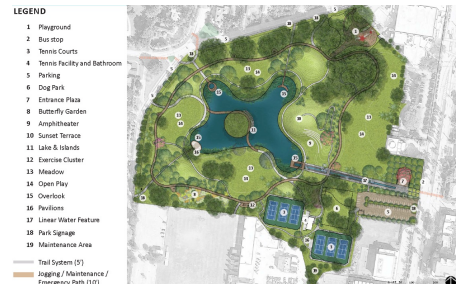 LEGEND
1 Playground
2 Bus stop
3 Tennis Courts
4 Tennis Facility and Bathroom
5 Parking
6 Dog Park
7 Entrance Plaza
8 Butterfly Garden
9 Amphitheater
10 Sunset Terrace
11 Lake & Islands
12 Exercise Cluster
13 Meadow
14 Open Play
15 Overlook
16 Pavilions
17 Linear Water Feature
18 Park Signage
19 Maintenance Area
Trail System (5')
Jogging / Maintenance /
Emergency Path (10')